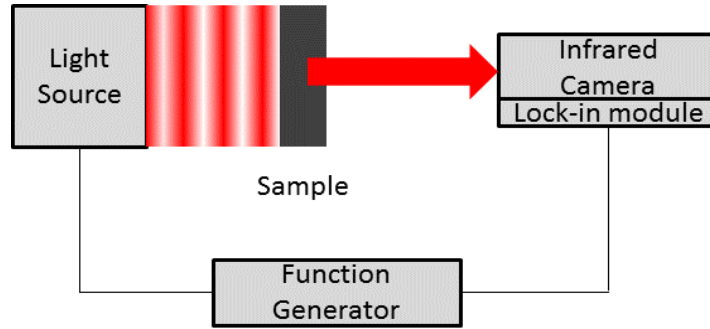 Light
Source
Infrared
Camera
Lock-in module
Sample
Function
Generator